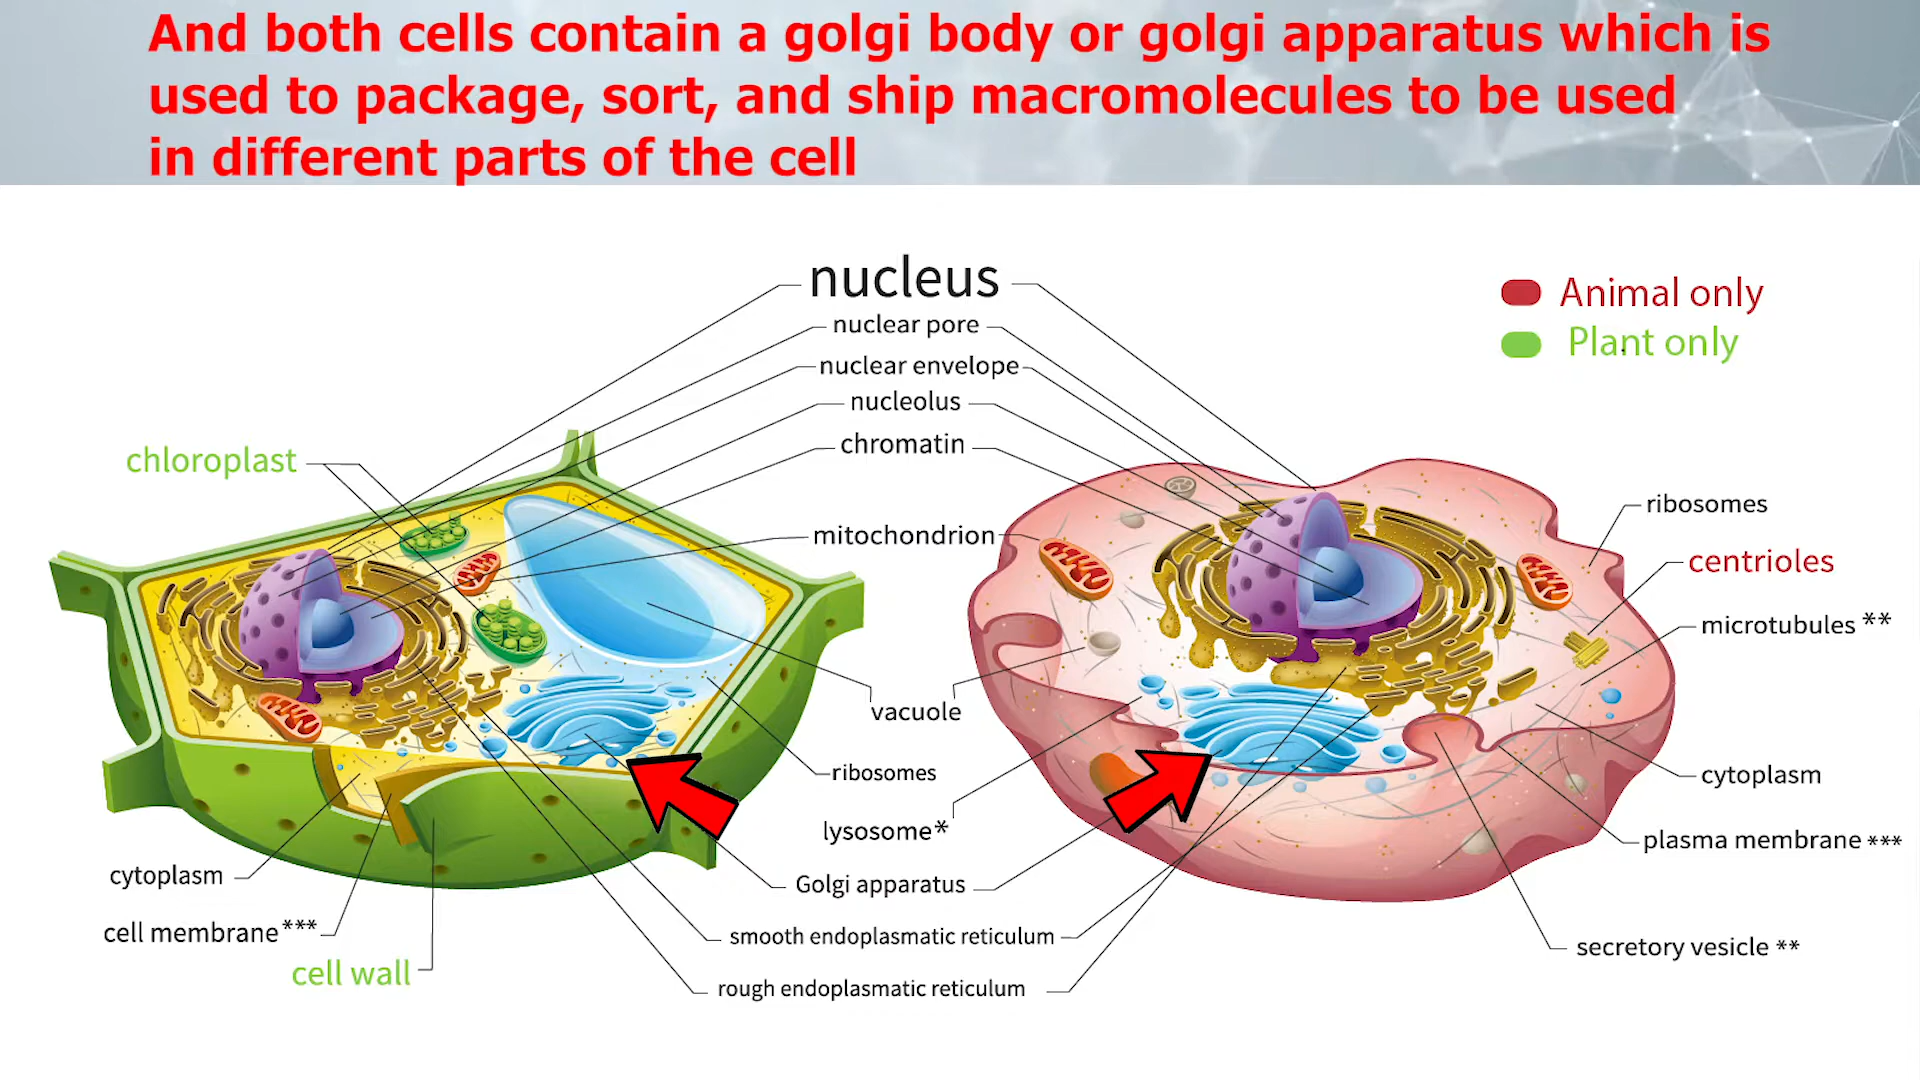 And both cells contain a golgi body or golgi apparatus which is
used to package, sort, and ship macromolecules to be used
in different parts of the cell
nucleus
nuclear pore
nuclear envelope
nucleolus
chromatin
mitochondrion
vacuole
ribosomes
lysosome*
Golgi apparatus
smooth endoplasmatic reticulum
rough endoplasmatic reticulum
chloroplast
cytoplasm
cell membrane***
cell wall
Animal only
Plant only
ribosomes
centrioles
microtubules **
cytoplasm
plasma membrane ***
secretory vesicle **